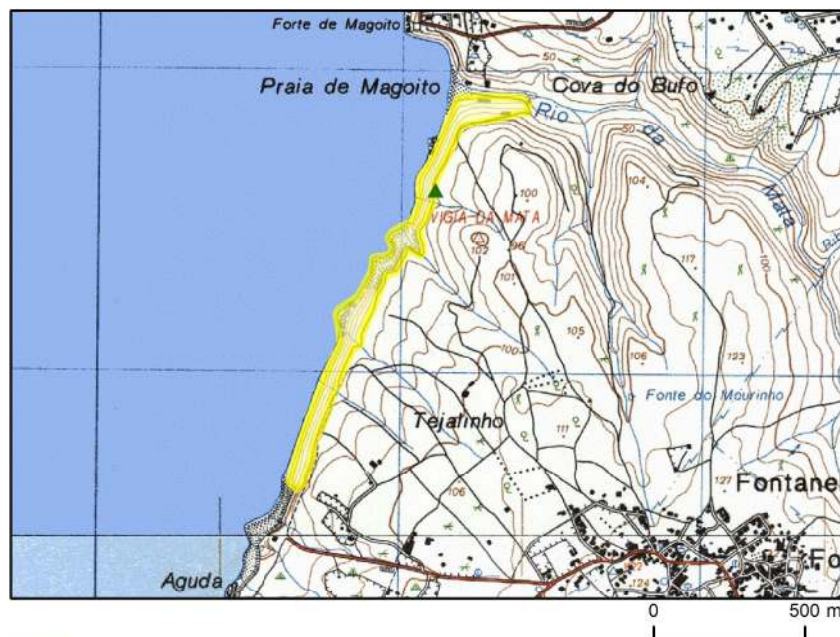 Forte de Magoito
50
Praia de Magoito
Cova do Bufo
Rio
da
Mata
50
104
100
VIGIA DA MATA
102
96
117
100
101
105
100
106
123
Fonte do Mourinho
Tejalinho
111
106
127
Fontane
Fo
Aguda
124
0
500 m